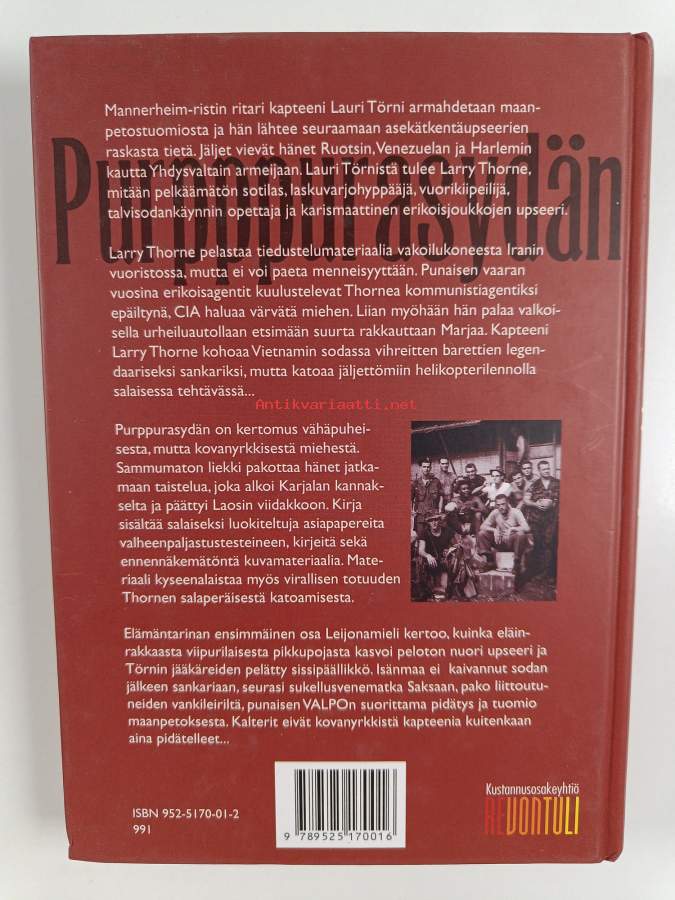 Purppurasydän
Mannerheim-ristin ritari kapteeni Lauri Törni armahdetaan maan-
petostuomiosta ja hän lähtee seuraamaan asekätkentäupseerien
raskasta tietä. Jäljet vievät hänet Ruotsin, Venezuelan ja Harlemin
kautta Yhdysvaltain armeijaan. Lauri Törnistä tulee Larry Thorne,
mitään pelkäämätön sotilas, laskuvarjohyppääjä, vuorikiipeilijä,
talvisodankäynnin opettaja ja karismaattinen erikoisjoukkojen upseeri.
Larry Thorne pelastaa tiedustelumateriaalia vakoilukoneesta Iranin
vuoristossa, mutta ei voi paeta menneisyyttään. Punaisen vaaran
vuosina erikoisagentit kuulustelevat Thornea kommunistiagentiksi
epäiltynä, CIA haluaa värvätä miehen. Liian myöhään hän palaa valkoi-
sella urheiluautollaan etsimään suurta rakkauttaan Marjaa. Kapteeni
Larry Thorne kohoaa Vietnamin sodassa vihreitten barettien legen-
daariseksi sankariksi, mutta katoaa jäljettömiin helikopterilennolla
salaisessa tehtävässä...
Antikvariaatti.net
Purppurasydän on kertomus vähäpuhei-
sesta, mutta kovanyrkkisestä miehestä.
Sammumaton liekki pakottaa hänet jatka-
maan taistelua, joka alkoi Karjalan kannak-
selta ja päättyi Laosin viidakkoon. Kirja
sisältää salaiseksi luokiteltuja asiapapereita
valheenpaljastustesteineen, kirjeitä sekä
ennennäkemätöntä kuvamateriaalia. Mate-
riaali kyseenalaistaa myös virallisen totuuden
Thornen salaperäisestä katoamisesta.
Elämäntarinan ensimmäinen osa Leijonamieli kertoo, kuinka eläin-
rakkaasta viipurilaisesta pikkupojasta kasvoi peloton nuori upseeri ja
Törnin jääkäreiden pelätty sissipäällikkö. Isänmaa ei kaivannut sodan
jälkeen sankariaan, seurasi sukellusvenematka Saksaan, pako liittoutu-
neiden vankileiriltä, punaisen VALPOn suorittama pidätys ja tuomio
maanpetoksesta. Kalterit eivät kovanyrkkistä kapteenia kuitenkaan
aina pidätelleet...
ISBN 952-5170-01-2
991
9 789525 170016
Kustannusosakeyhtiö
REVONTULI